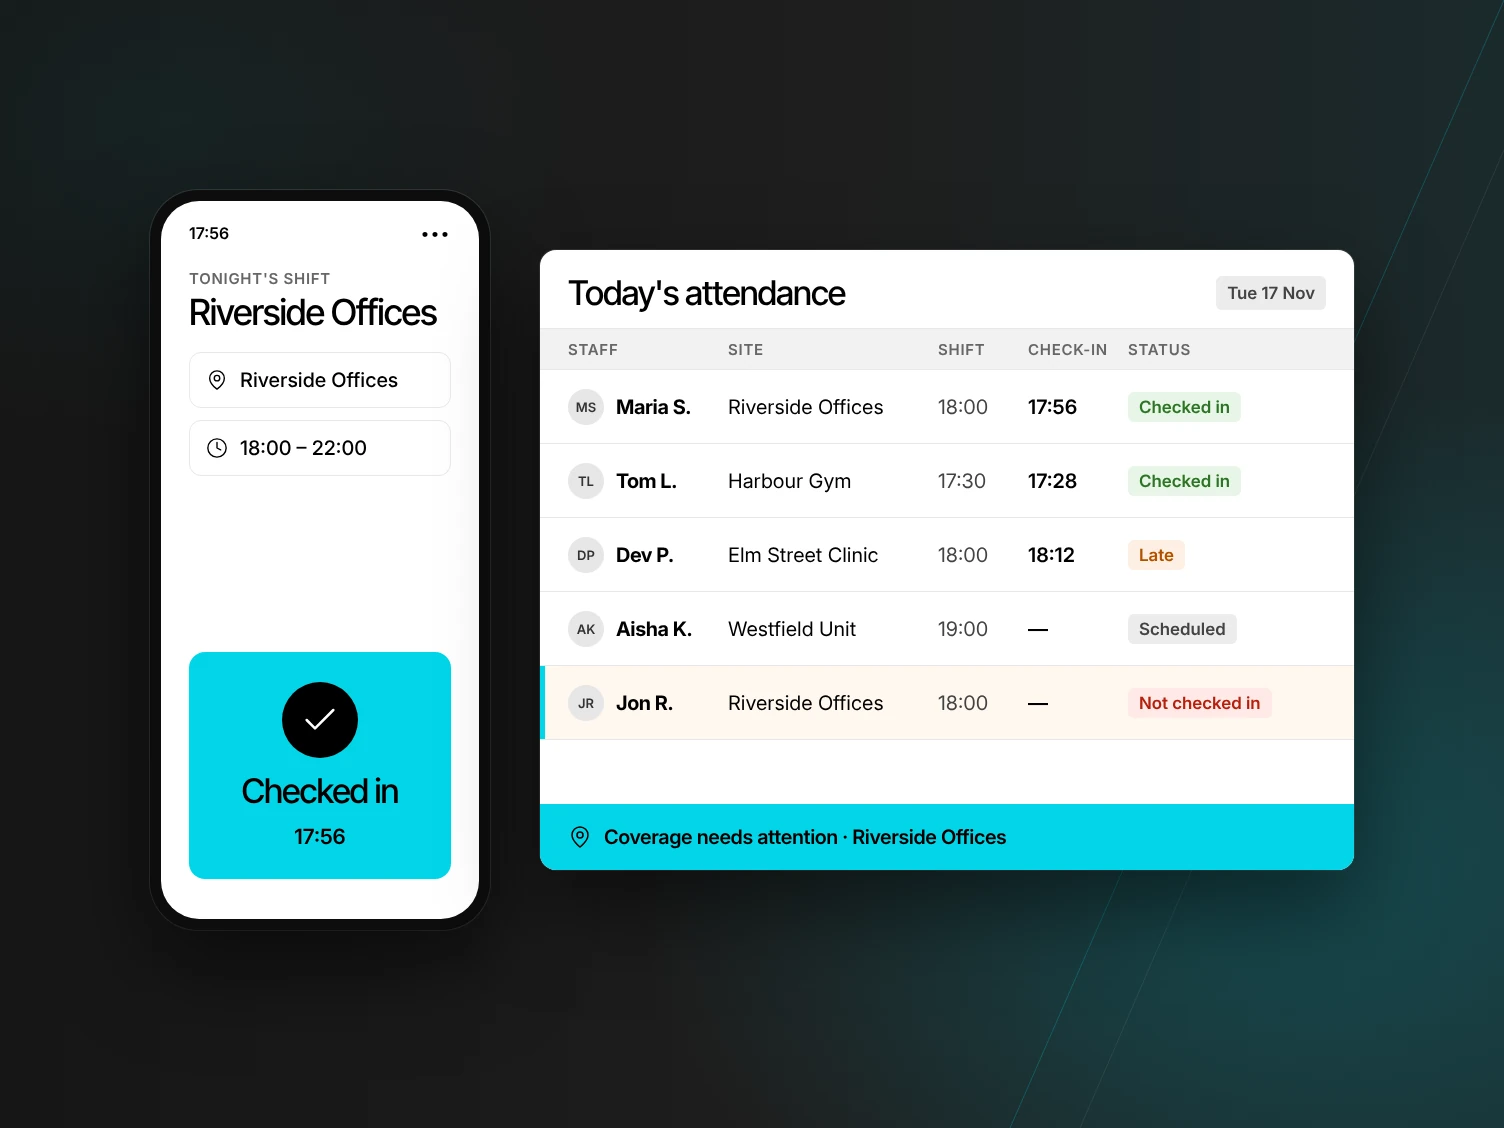 17:56
TONIGHT'S SHIFT
Riverside Offices
Riverside Offices
18:00 – 22:00
Checked in
17:56
Today's attendance Tue 17 Nov
STAFF SITE SHIFT CHECK-IN STATUS
MS Maria S. Riverside Offices 18:00 17:56 Checked in
TL Tom L. Harbour Gym 17:30 17:28 Checked in
DP Dev P. Elm Street Clinic 18:00 18:12 Late
AK Aisha K. Westfield Unit 19:00 — Scheduled
JR Jon R. Riverside Offices 18:00 — Not checked in
Coverage needs attention · Riverside Offices